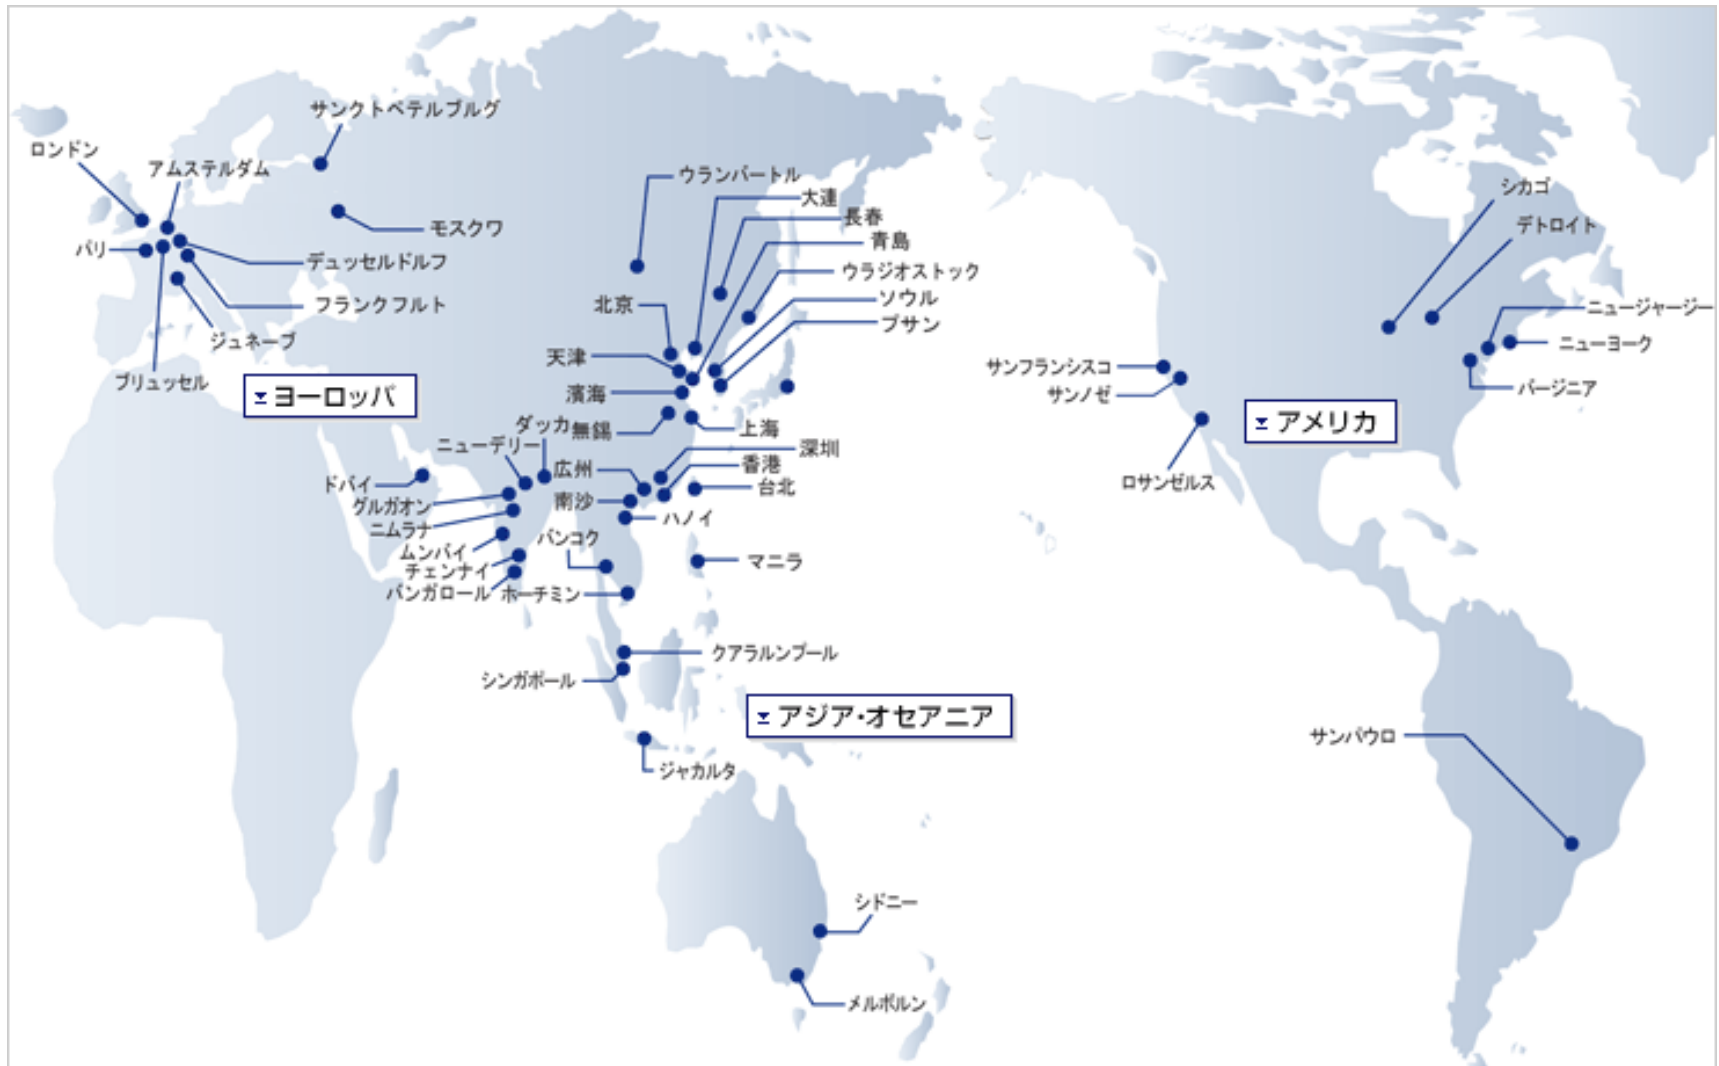 サンクトペテルブルグ
ロンドン
アムステルダム
モスクワ
パリ
デュッセルドルフ
フランクフルト
ジュネーブ
ブリュッセル
ヨーロッパ
ウランバートル
大連
長春
青島
ウラジオストック
ソウル
プサン
北京
天津
濱海
無錫
上海
ダッカ
ニューデリー
深圳
香港
広州
台北
南沙
ハノイ
ドバイ
グルガオン
ニムラナ
ムンバイ
チェンナイ
バンガロール
バンコク
ホーチミン
マニラ
クアラルンプール
シンガポール
アジア・オセアニア
ジャカルタ
シドニー
メルボルン
シカゴ
デトロイト
ニュージャージー
ニューヨーク
サンフランシスコ
サンノゼ
バージニア
アメリカ
ロサンゼルス
サンパウロ